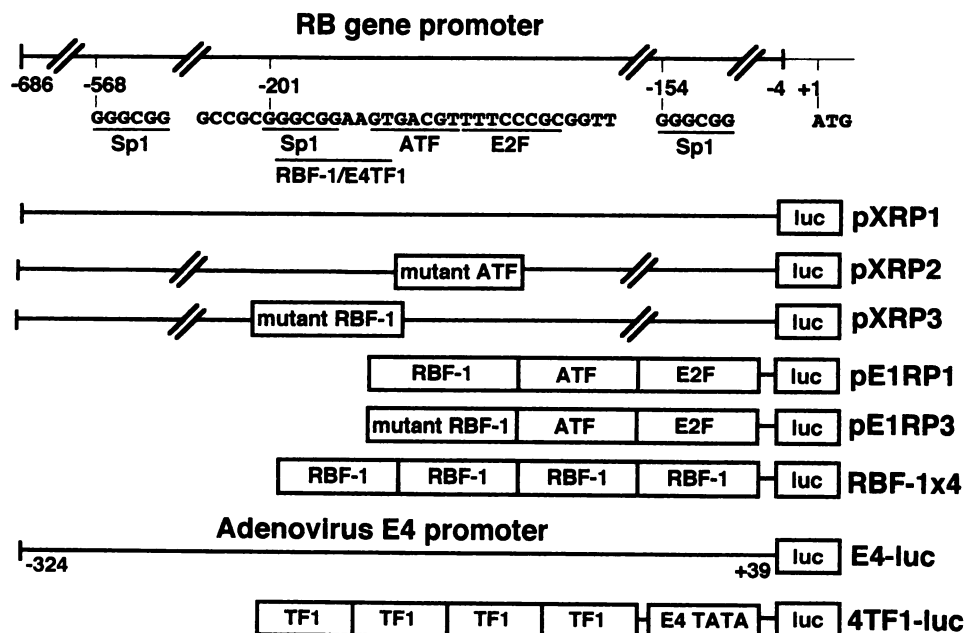 RB gene promoter
-686 -568 -201 -154 -4 +1
GGGCGG GCCGCGGGCGGAAGTGACGTTTTCCCGCGGTT GGGCGG ATG
Sp1 Sp1 ATF E2F Sp1
RBF-1/E4TF1
luc pXRP1
mutant ATF luc pXRP2
mutant RBF-1 luc pXRP3
RBF-1 ATF E2F luc pE1RP1
mutant RBF-1 ATF E2F luc pE1RP3
RBF-1 RBF-1 RBF-1 RBF-1 luc RBF-1x4
Adenovirus E4 promoter
-324 +39 luc E4-luc
TF1 TF1 TF1 TF1 E4 TATA luc 4TF1-luc